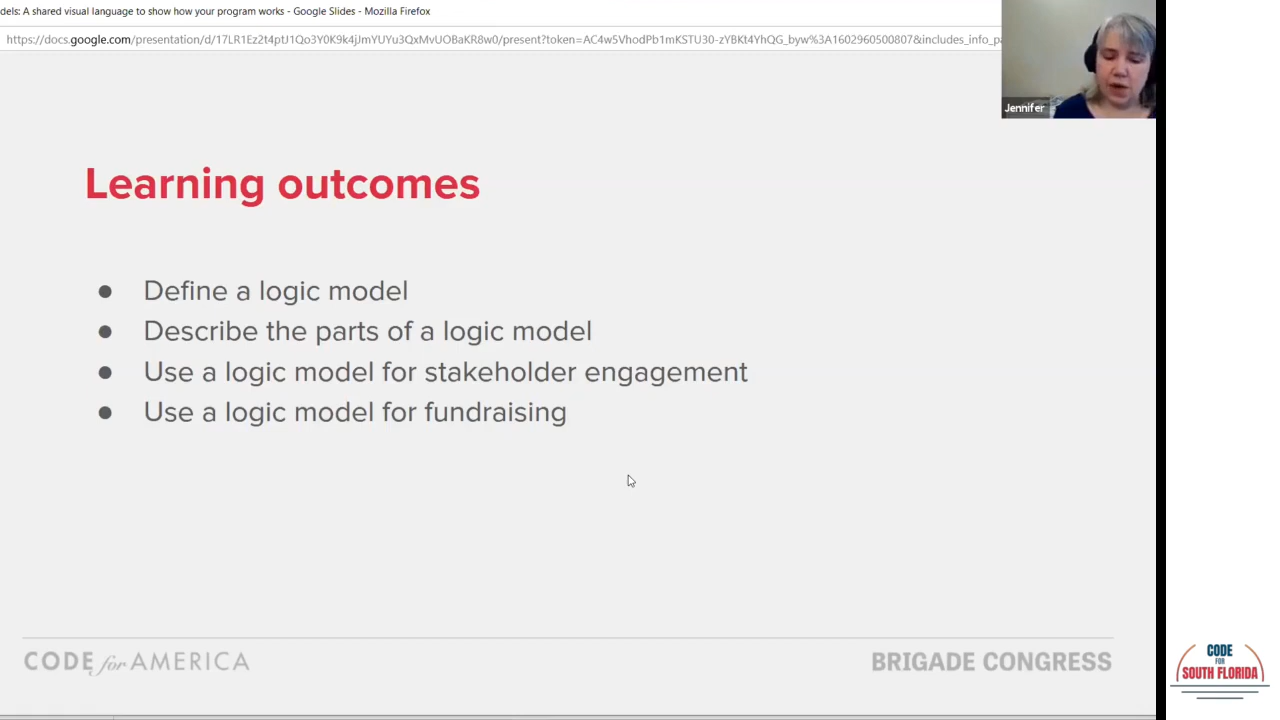 dels: A shared visual language to show how your program works - Google Slides - Mozilla Firefox
https://docs.google.com/presentation/d/17LR1Ez2t4ptJ1Qo3Y0K9k4jJmYUYu3QxMvUOBaKR8w0/present?token=AC4w5VhodPb1mKSTU30-zYBKt4YhQG_byw%3A1602960500807&includes_info_pa
Jennifer
Learning outcomes
● Define a logic model
● Describe the parts of a logic model
● Use a logic model for stakeholder engagement
● Use a logic model for fundraising
CODE for AMERICA
BRIGADE CONGRESS
CODE
FOR
SOUTH FLORIDA